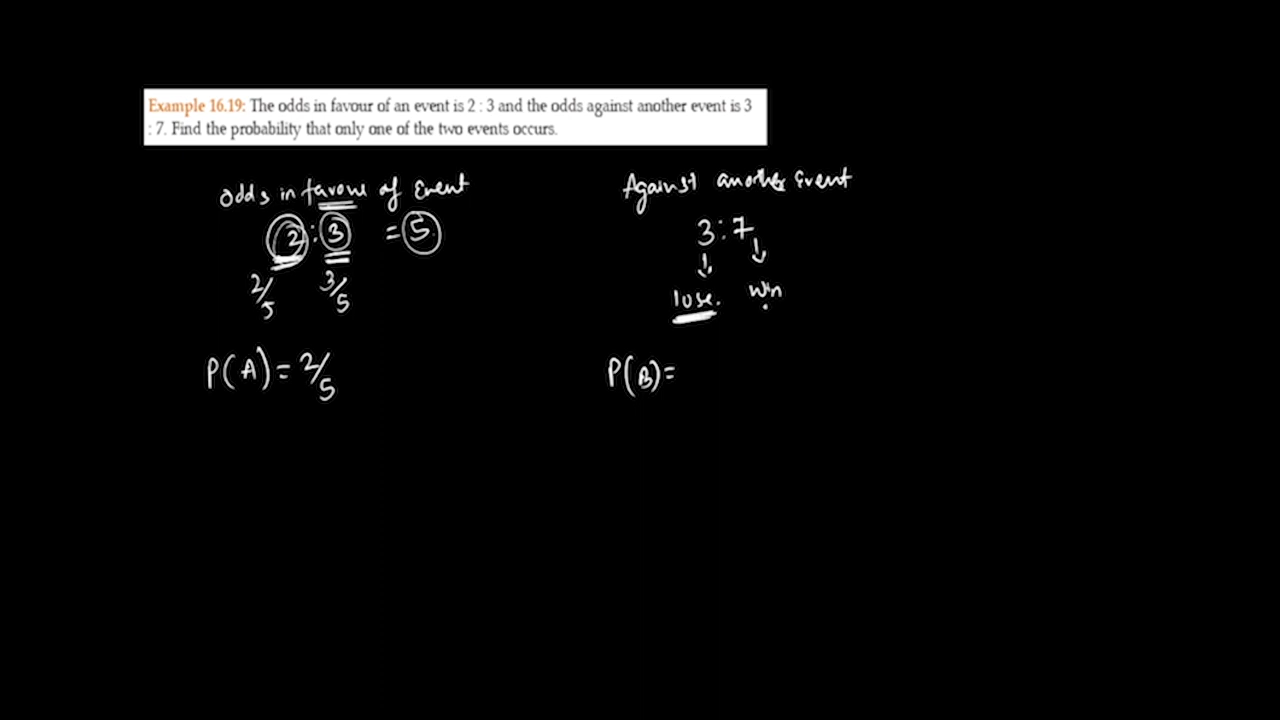 Example 16.19: The odds in favour of an event is 2 : 3 and the odds against another event is 3
: 7. Find the probability that only one of the two events occurs.
Odds in favour of Event
2 : 3 = 5
2/5 3/5
P(A) = 2/5
Against another Event
3 : 7
lose. win
P(B) =